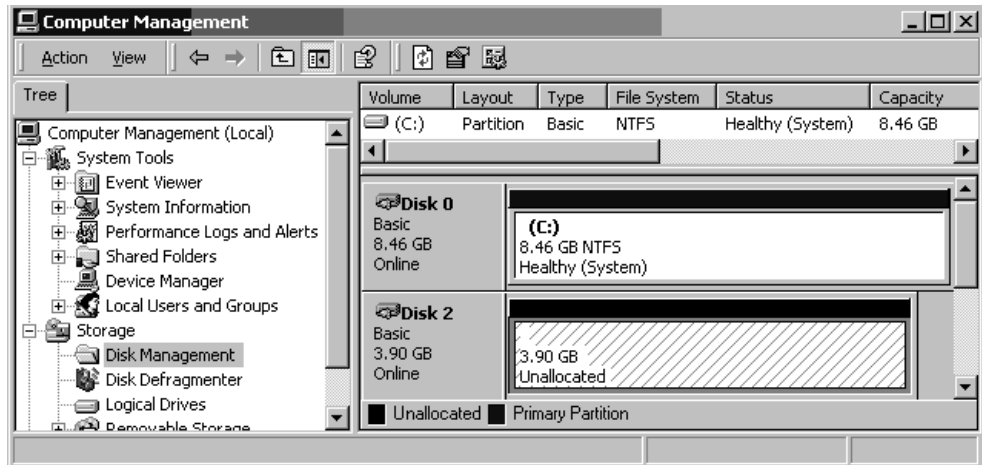 Computer Management
Action View
Tree
Computer Management (Local)
System Tools
Event Viewer
System Information
Performance Logs and Alerts
Shared Folders
Device Manager
Local Users and Groups
Storage
Disk Management
Disk Defragmenter
Logical Drives
Removable Storage
Volume Layout Type File System Status Capacity
(C:) Partition Basic NTFS Healthy (System) 8.46 GB
Disk 0
Basic
8.46 GB
Online
(C:)
8.46 GB NTFS
Healthy (System)
Disk 2
Basic
3.90 GB
Online
3.90 GB
Unallocated
Unallocated Primary Partition